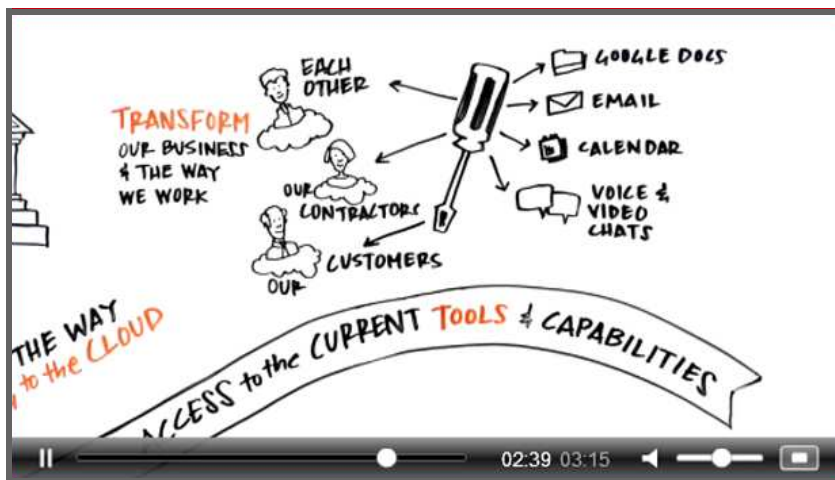 TRANSFORM
OUR BUSINESS
& THE WAY
WE WORK
EACH
OTHER
OUR
CONTRACTORS
OUR
CUSTOMERS
GOOGLE DOCS
EMAIL
CALENDAR
VOICE &
VIDEO
CHATS
THE WAY
to the CLOUD
ACCESS to the CURRENT TOOLS & CAPABILITIES
02:39 03:15